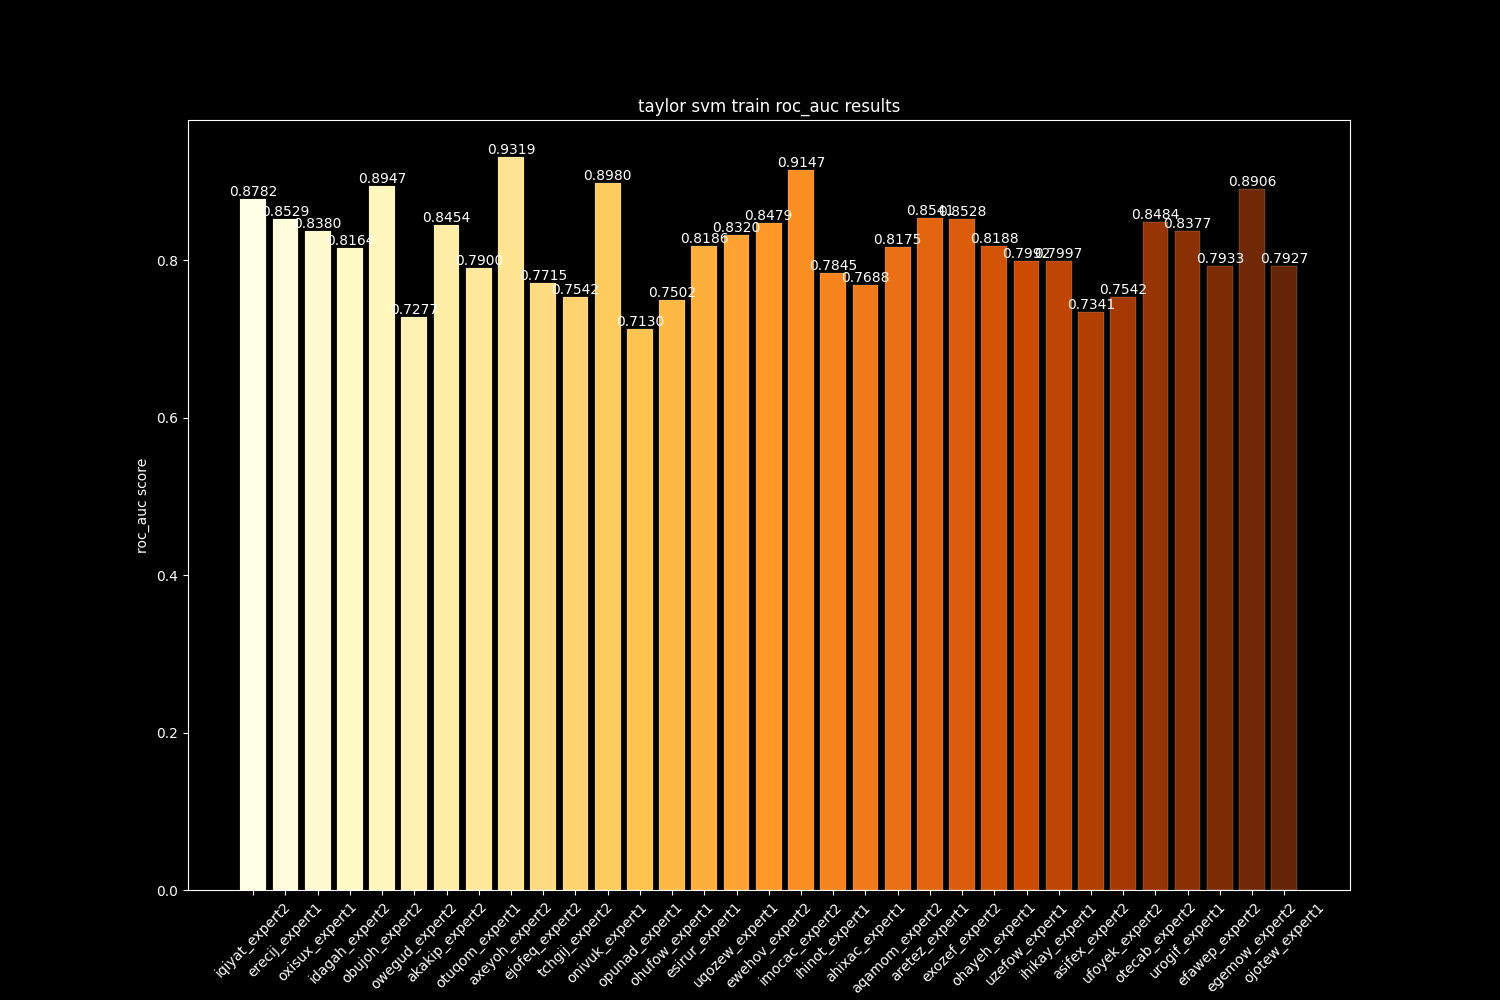 taylor svm train roc_auc results
roc_auc score
0.8
0.6
0.4
0.2
0.0
0.8782
0.8529
0.8380
0.8164
0.8947
0.7277
0.8454
0.7900
0.9319
0.7715
0.7542
0.8980
0.7130
0.7502
0.8186
0.8320
0.8479
0.9147
0.7845
0.7688
0.8175
0.8541
0.8528
0.8188
0.7992
0.7997
0.7341
0.7542
0.8484
0.8377
0.7933
0.8906
0.7927
iqjyat_expert2
erecij_expert1
oxisux_expert1
idagah_expert2
obujoh_expert2
owegud_expert2
akakip_expert2
otuqom_expert1
axeyoh_expert2
ejofeq_expert2
tchgjj_expert2
onivuk_expert1
opunad_expert1
ohufow_expert1
esirur_expert1
uqozew_expert1
ewehov_expert2
imocac_expert2
ihinot_expert1
ahixac_expert1
aqamom_expert2
aretez_expert1
exozef_expert2
ohayeh_expert1
uzefow_expert1
ihikay_expert1
asifex_expert2
ufoyek_expert2
otecab_expert2
urogif_expert1
efawep_expert2
egemow_expert2
ojotew_expert1